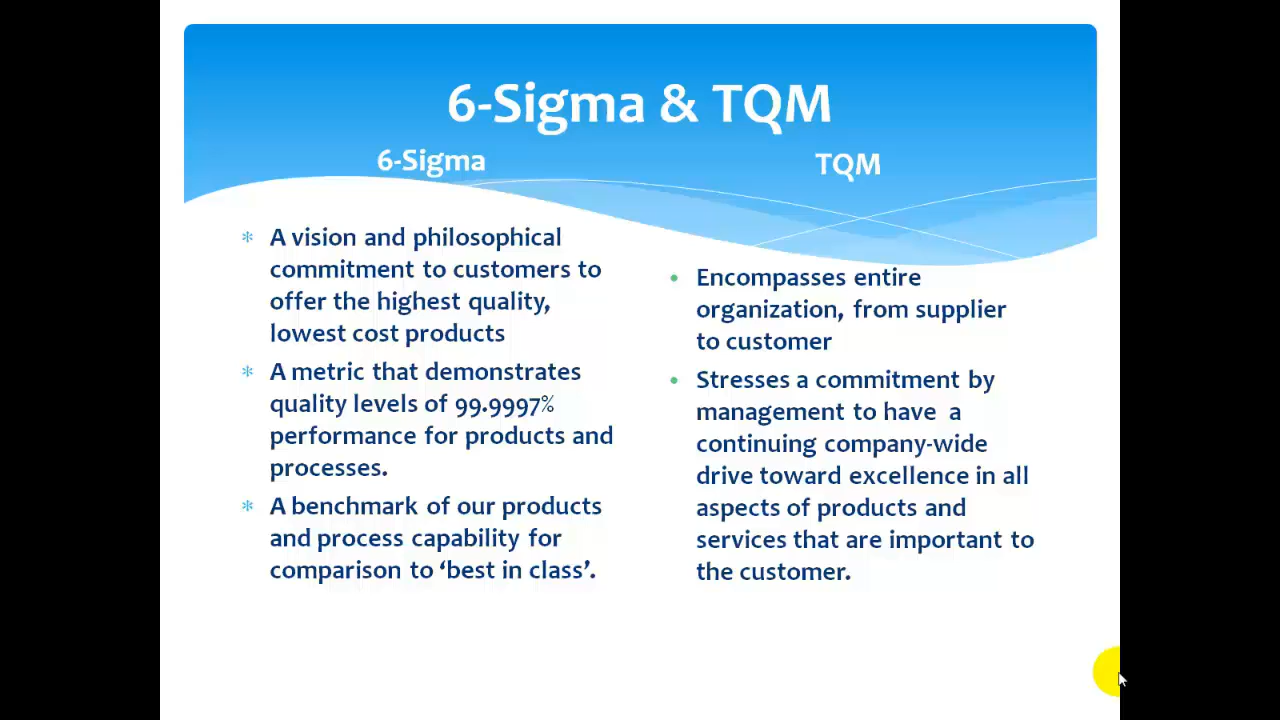 6-Sigma & TQM
6-Sigma
A vision and philosophical
commitment to customers to
offer the highest quality,
lowest cost products
A metric that demonstrates
quality levels of 99.9997%
performance for products and
processes.
A benchmark of our products
and process capability for
comparison to ‘best in class’.
TQM
Encompasses entire
organization, from supplier
to customer
Stresses a commitment by
management to have  a
continuing company-wide
drive toward excellence in all
aspects of products and
services that are important to
the customer.